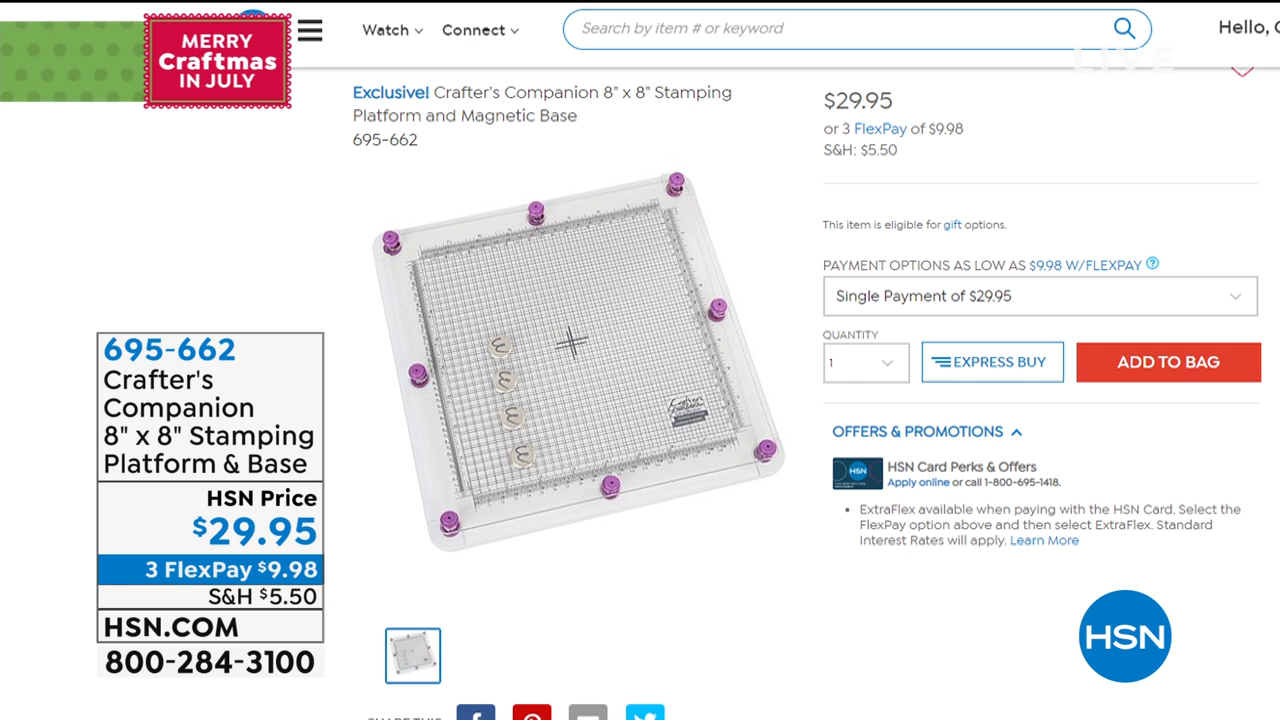 MERRY
Craftmas
IN JULY
Watch
Connect
Search by item # or keyword
Hello,
LIVE
Exclusive! Crafter's Companion 8" x 8" Stamping
Platform and Magnetic Base
695-662
$29.95
or 3 FlexPay of $9.98
S&H: $5.50
This item is eligible for gift options.
PAYMENT OPTIONS AS LOW AS $9.98 W/FLEXPAY ?
Single Payment of $29.95
QUANTITY
1
EXPRESS BUY
ADD TO BAG
OFFERS & PROMOTIONS
HSN
HSN Card Perks & Offers
Apply online or call 1-800-695-1418.
• ExtraFlex available when paying with the HSN Card. Select the
FlexPay option above and then select ExtraFlex. Standard
Interest Rates will apply. Learn More
695-662
Crafter's
Companion
8" x 8" Stamping
Platform & Base
HSN Price
$29.95
3 FlexPay $9.98
S&H $5.50
HSN.COM
800-284-3100
Crafter's
Companion
HSN
SHARE THIS